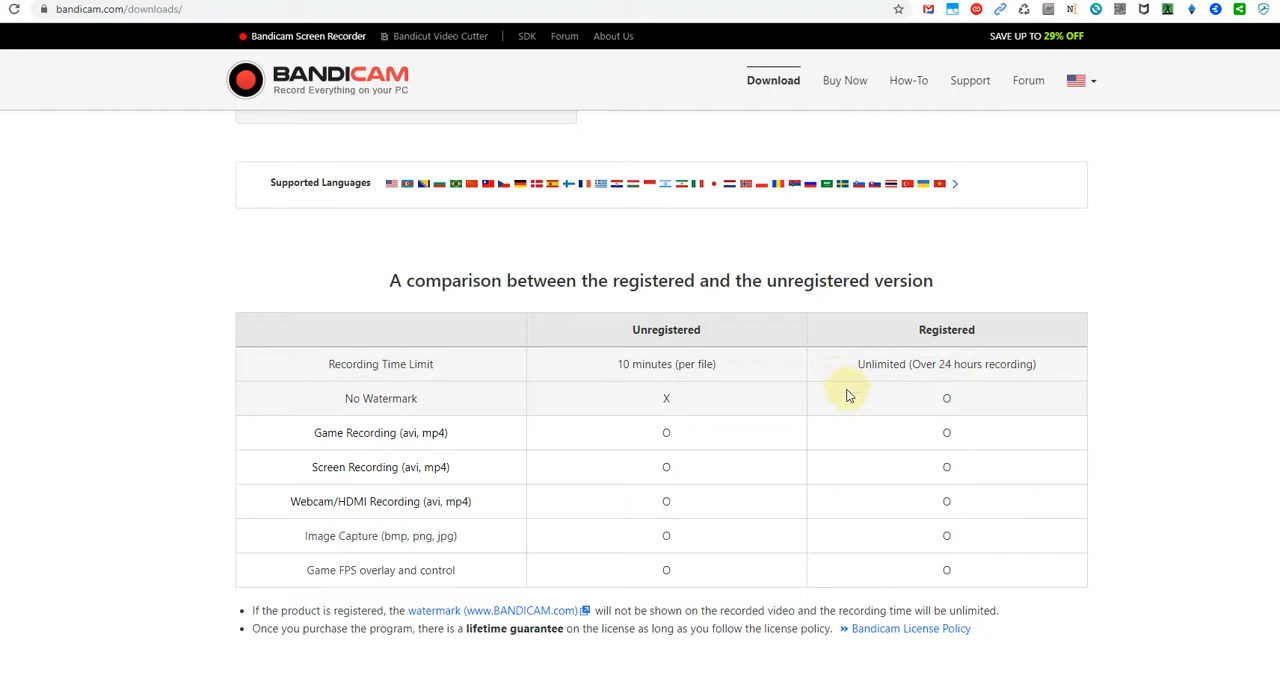 bandicam.com/downloads/
Bandicam Screen Recorder Bandicut Video Cutter | SDK Forum About Us SAVE UP TO 29% OFF
BANDICAM
Record Everything on your PC
Download Buy Now How-To Support Forum
Supported Languages
A comparison between the registered and the unregistered version
Unregistered Registered
Recording Time Limit 10 minutes (per file) Unlimited (Over 24 hours recording)
No Watermark X O
Game Recording (avi, mp4) O O
Screen Recording (avi, mp4) O O
Webcam/HDMI Recording (avi, mp4) O O
Image Capture (bmp, png, jpg) O O
Game FPS overlay and control O O
• If the product is registered, the watermark (www.BANDICAM.com) will not be shown on the recorded video and the recording time will be unlimited.
• Once you purchase the program, there is a lifetime guarantee on the license as long as you follow the license policy. » Bandicam License Policy